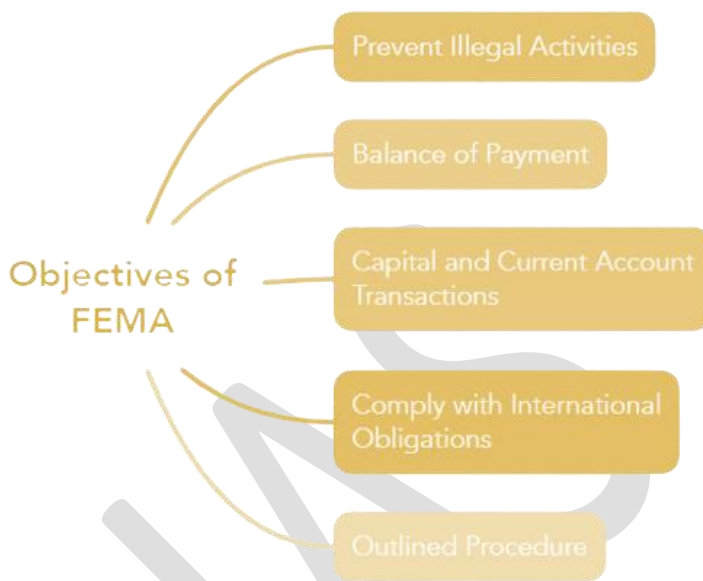 Prevent Illegal Activities
Balance of Payment
Objectives of
FEMA
Capital and Current Account
Transactions
Comply with International
Obligations
Outlined Procedure